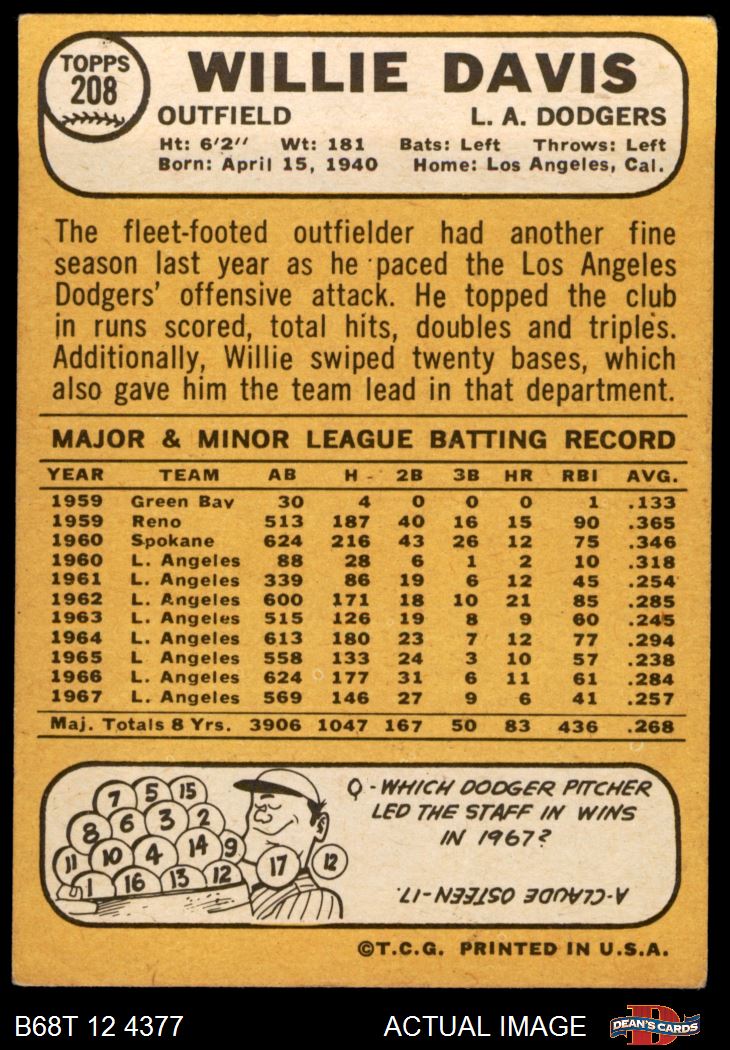 TOPPS
208
WILLIE DAVIS
OUTFIELD L. A. DODGERS
Ht: 6'2" Wt: 181 Bats: Left Throws: Left
Born: April 15, 1940 Home: Los Angeles, Cal.
The fleet-footed outfielder had another fine
season last year as he paced the Los Angeles
Dodgers' offensive attack. He topped the club
in runs scored, total hits, doubles and triples.
Additionally, Willie swiped twenty bases, which
also gave him the team lead in that department.
MAJOR & MINOR LEAGUE BATTING RECORD
YEAR TEAM AB H 2B 3B HR RBI AVG.
1959 Green Bay 30 4 0 0 0 1 .133
1959 Reno 513 187 40 16 15 90 .365
1960 Spokane 624 216 43 26 12 75 .346
1960 L. Angeles 88 28 6 1 2 10 .318
1961 L. Angeles 339 86 19 6 12 45 .254
1962 L. Angeles 600 171 18 10 21 85 .285
1963 L. Angeles 515 126 19 8 9 60 .245
1964 L. Angeles 613 180 23 7 12 77 .294
1965 L Angeles 558 133 24 3 10 57 .238
1966 L. Angeles 624 177 31 6 11 61 .284
1967 L. Angeles 569 146 27 9 6 41 .257
Maj. Totals 8 Yrs. 3906 1047 167 50 83 436 .268
7 5 15
8 6 3 2
11 10 4 14 9
1 16 13 12
17 12
Q-WHICH DODGER PITCHER
LED THE STAFF IN WINS
IN 1967?
A-CLAUDE OSTEEN-17.
©T.C.G. PRINTED IN U.S.A.
B68T 12 4377 ACTUAL IMAGE
D
DEAN'S CARDS